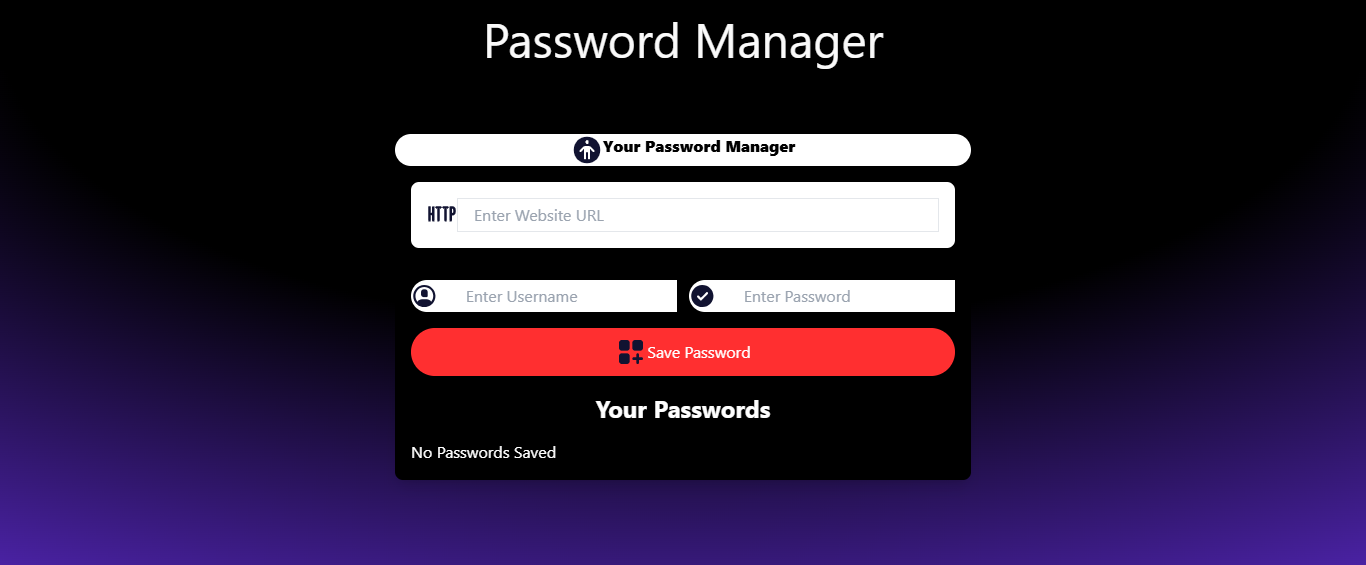 Password Manager
Your Password Manager
HTTP Enter Website URL
Enter Username Enter Password
Save Password
Your Passwords
No Passwords Saved